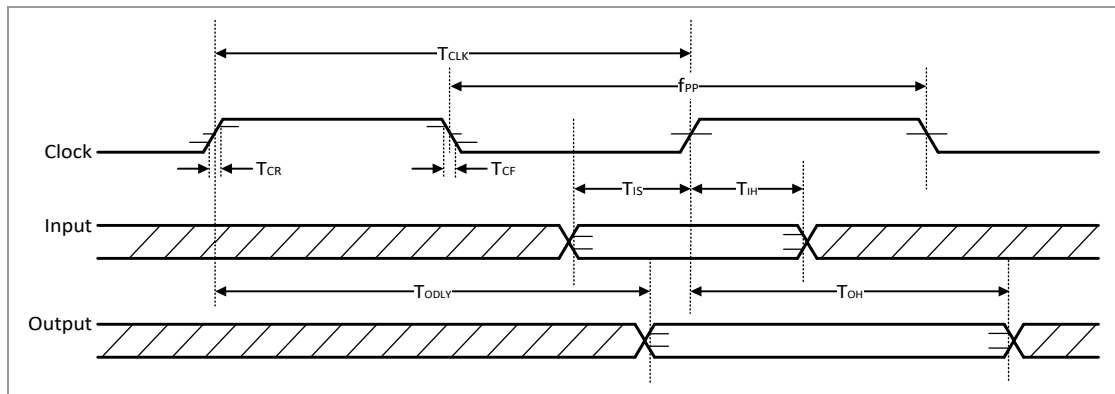 TCLK
fPP
Clock
TCR
TCF
TIS
TIH
Input
TODLY
TOH
Output